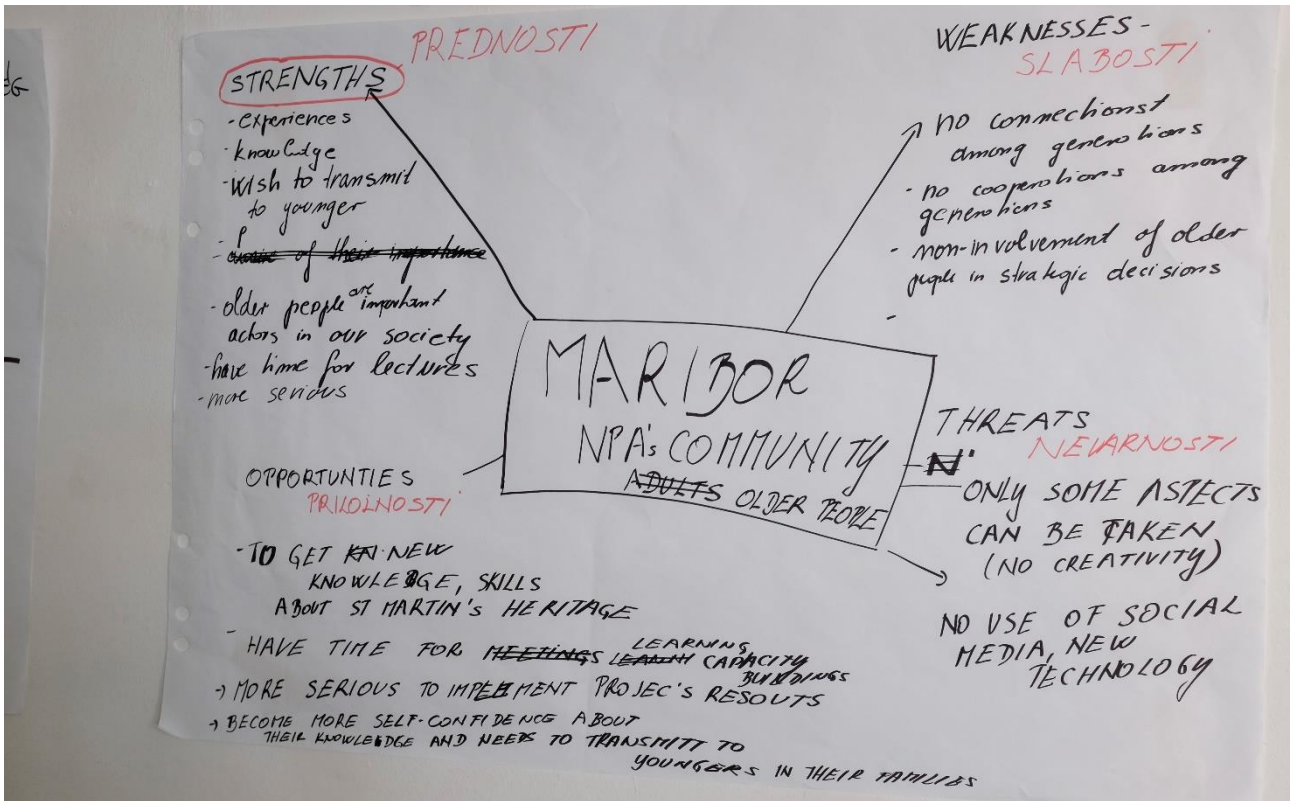 dG
PREDNOSTI
STRENGTHS
- experiences
- knowledge
- wish to transmit
to younger
- of their importance
- older people are important
actors in our society
- have time for lectures
- more serious
WEAKNESSES -
SLABOSTI
no connectionst
among generations
- no cooperations among
generations
- non-involvement of older
people in strategic decisions
-
MARIBOR
NPA's COMMUNITY
ADULTS OLDER PEOPLE
THREATS
NEVARNOSTI
N
ONLY SOME ASPECTS
CAN BE TAKEN
(NO CREATIVITY)
NO USE OF SOCIAL
MEDIA, NEW
TECHNOLOGY
OPPORTUNTIES
PRILOŽNOSTI
- TO GET KN NEW
KNOWLEDGE, SKILLS
ABOUT ST MARTIN'S HERITAGE
- HAVE TIME FOR MEETINGS LEARNING
CAPACITY
BUILDINGS
→ MORE SERIOUS TO IMPLEMENT PROJEC'S RESOUTS
→ BECOME MORE SELF-CONFIDENCE ABOUT
THEIR KNOWLEDGE AND NEEDS TO TRANSMITT TO
YOUNGERS IN THEIR FAMILIES